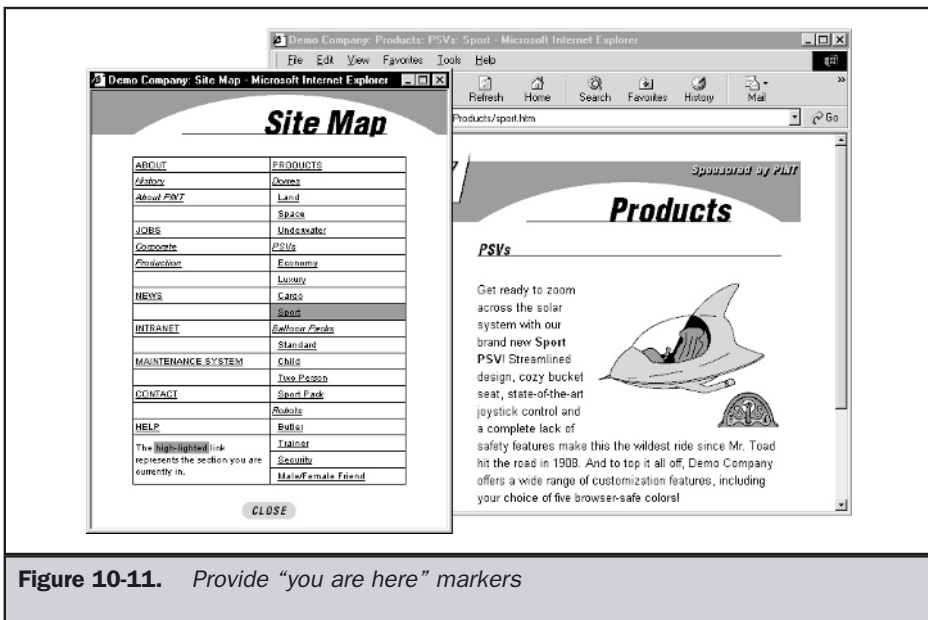 Demo Company: Products: PSVs: Sport - Microsoft Internet Explorer
File Edit View Favorites Tools Help
Refresh Home Search Favorites History Mail
Products/sport.htm
Go
Sponsored by PINT
Products
PSVs
Get ready to zoom
across the solar
system with our
brand new Sport
PSV! Streamlined
design, cozy bucket
seat, state-of-the-art
joystick control and
a complete lack of
safety features make this the wildest ride since Mr. Toad
hit the road in 1908. And to top it all off, Demo Company
offers a wide range of customization features, including
your choice of five browser-safe colors!
Demo Company: Site Map - Microsoft Internet Explorer
Site Map
ABOUT PRODUCTS
History Domes
About PINT Land
Space
JOBS Underwater
Corporate PSVs
Production Economy
Luxury
NEWS Cargo
Sport
INTRANET Balloon Packs
Standard
MAINTENANCE SYSTEM Child
Two Person
CONTACT Sport Pack
Robots
HELP Butler
The high-lighted link Trainer
represents the section you are Security
currently in. Male/Female Friend
CLOSE
Figure 10-11. Provide “you are here” markers